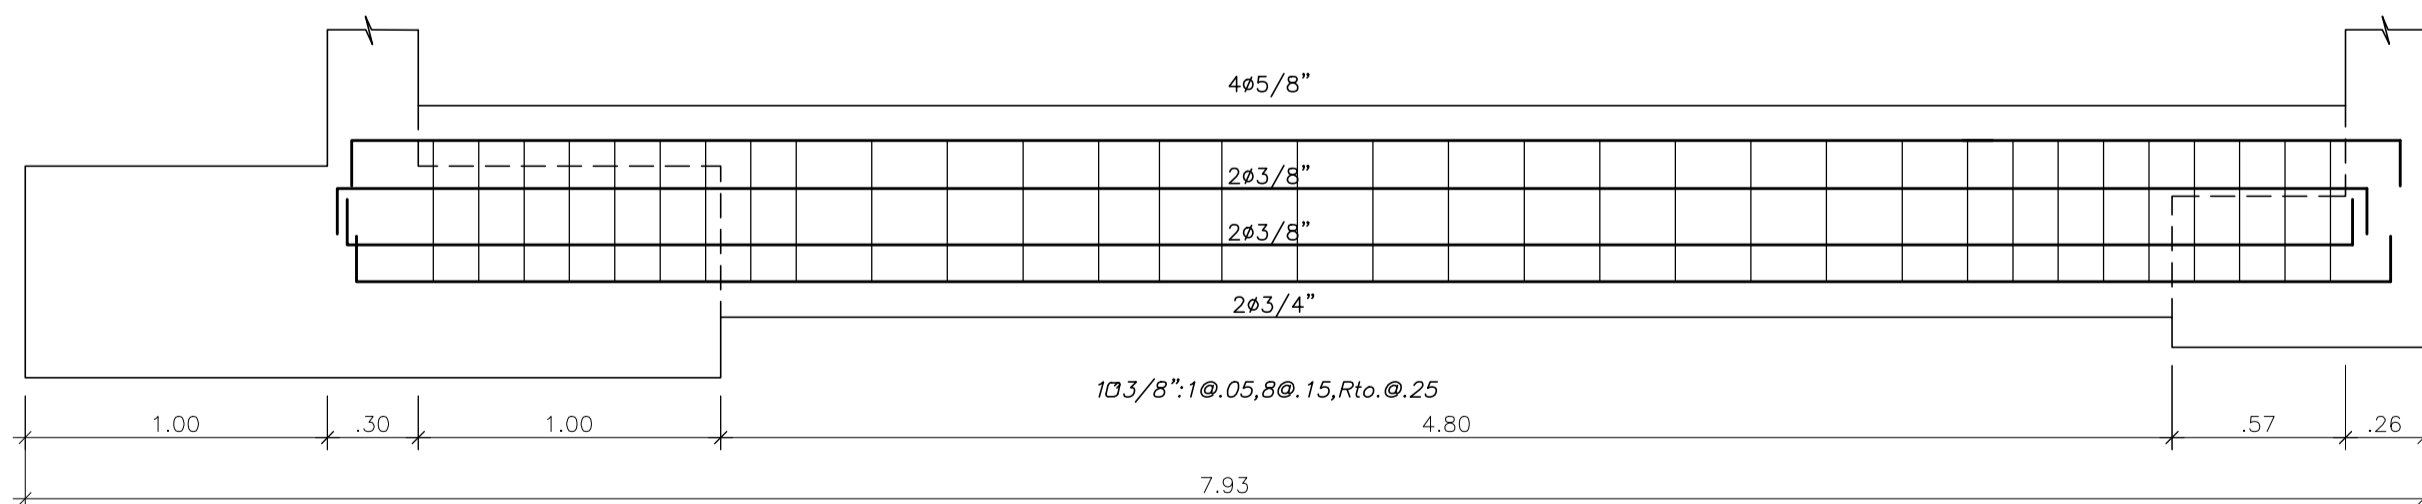 4ø5/8"
2ø3/8"
2ø3/8"
2ø3/4"
1▯3/8":1@.05,8@.15,Rto.@.25
1.00 .30 1.00 4.80 .57 .26
7.93